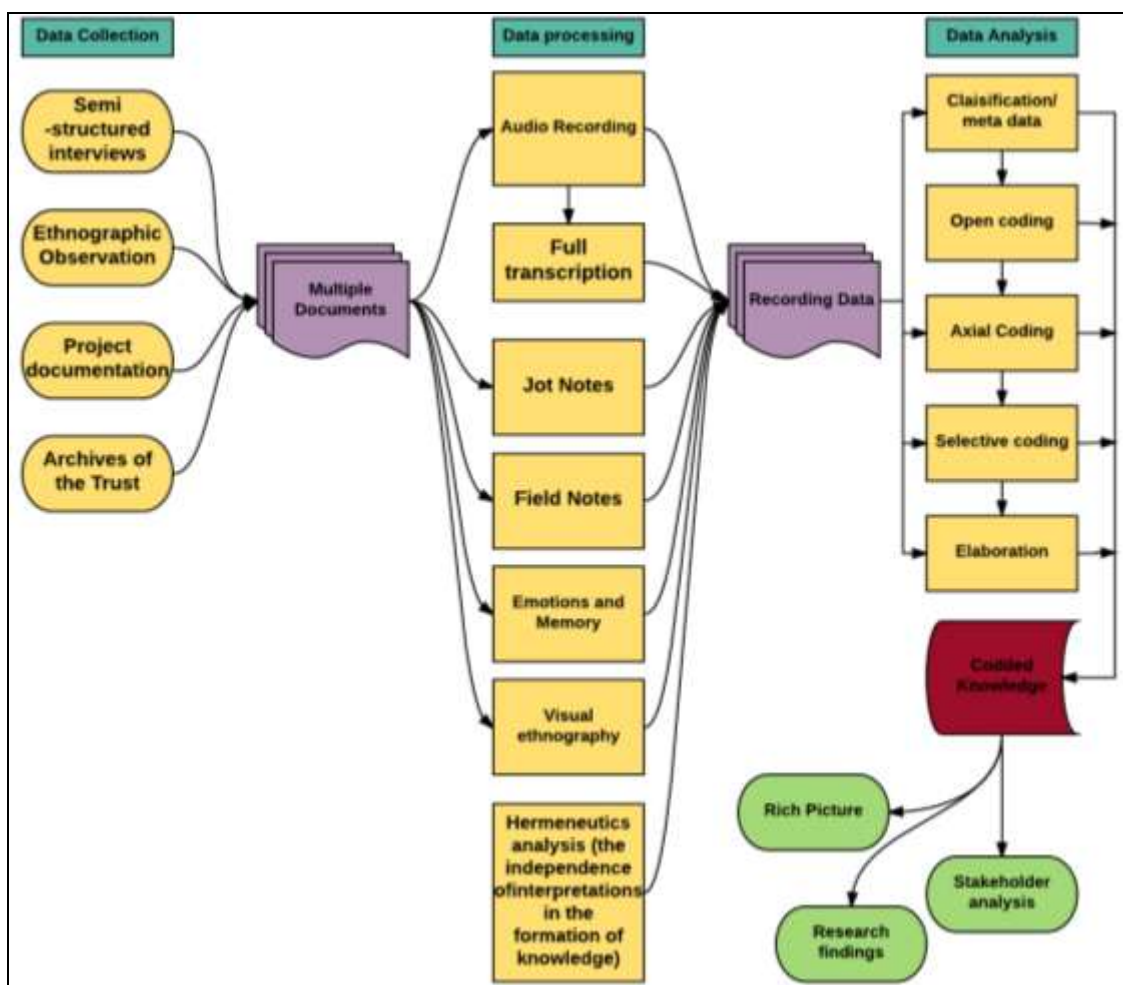 Data Collection
Data processing
Data Analysis
Semi
-structured
interviews
Ethnographic
Observation
Project
documentation
Archives of
the Trust
Multiple
Documents
Audio Recording
Full
transcription
Jot Notes
Field Notes
Emotions and
Memory
Visual
ethnography
Hermeneutics
analysis (the
independence
ofinterpretations
in the
formation of
knowledge)
Recording Data
Claisification/
meta data
Open coding
Axial Coding
Selective coding
Elaboration
Codded
Knowledge
Rich Picture
Stakeholder
analysis
Research
findings